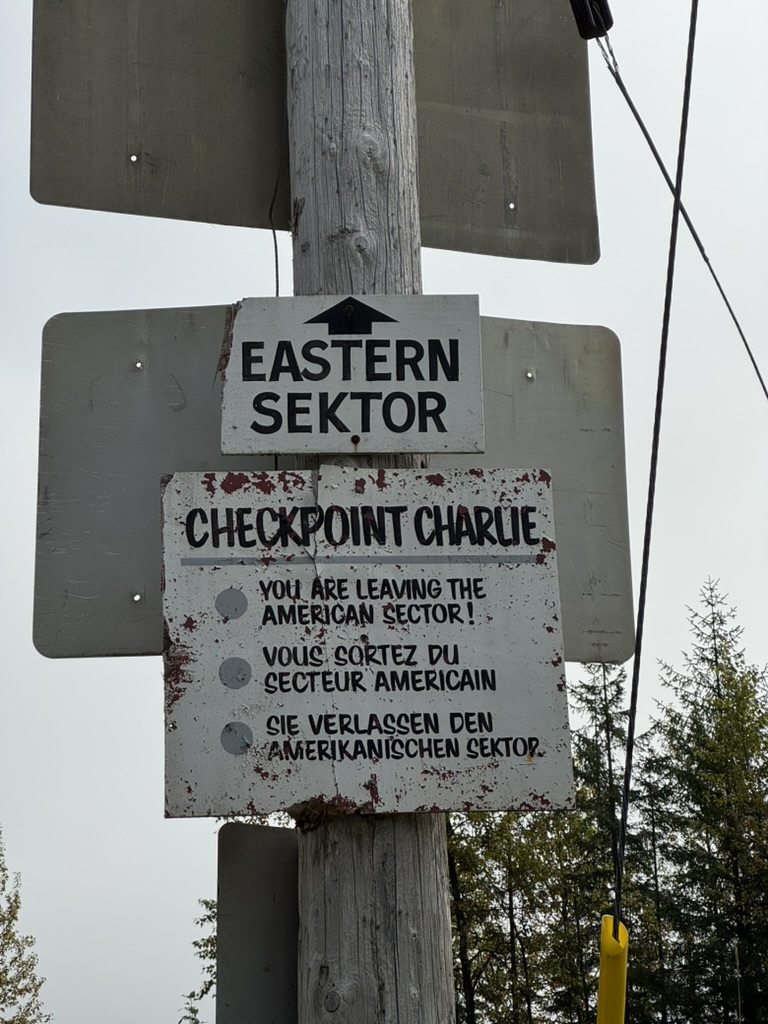 EASTERN
SEKTOR
CHECKPOINT CHARLIE
YOU ARE LEAVING THE
AMERICAN SECTOR!
VOUS SORTEZ DU
SECTEUR AMERICAIN
SIE VERLASSEN DEN
AMERIKANISCHEN SEKTOR.